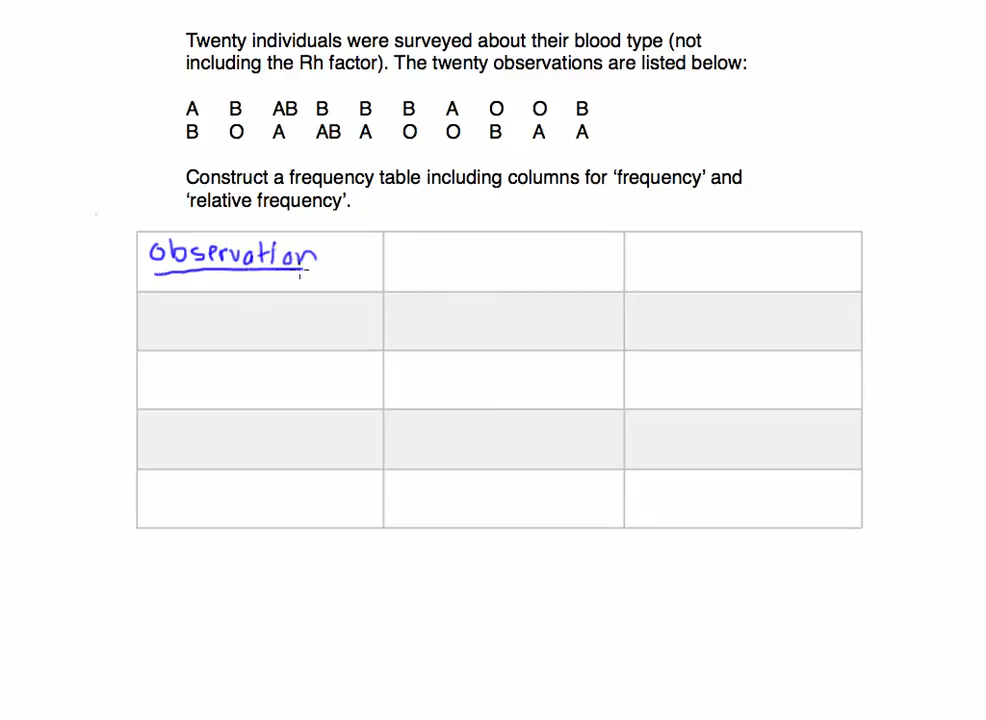 Twenty individuals were surveyed about their blood type (not
including the Rh factor). The twenty observations are listed below:
A B AB B B B A O O B
B O A AB A O O B A A
Construct a frequency table including columns for ‘frequency’ and
‘relative frequency’.
observation